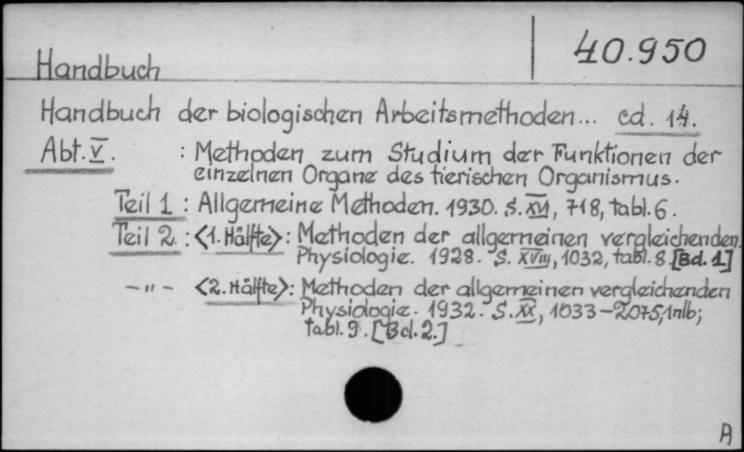 40.950
Handbuch
Handbuch der biologischen Arbeitsmethoden... cd. 14.
Abt. V. : Methoden zum Studium der Funktionen der
einzelnen Organe des tierischen Organismus.
Teil 1 : Allgemeine Methoden. 1930. S. XVI, 718, tabl. 6.
Teil 2. : <1. Hälfte>: Methoden der allgemeinen vergleichenden
Physiologie. 1928. S. XVIII, 1032, tabl. 8. [Bd. 1]
- " - <2. Hälfte>: Methoden der allgemeinen vergleichenden
Physiologie. 1932. S. XX, 1033-2075, 1nlb;
tabl. 9. [Bd. 2.]
A